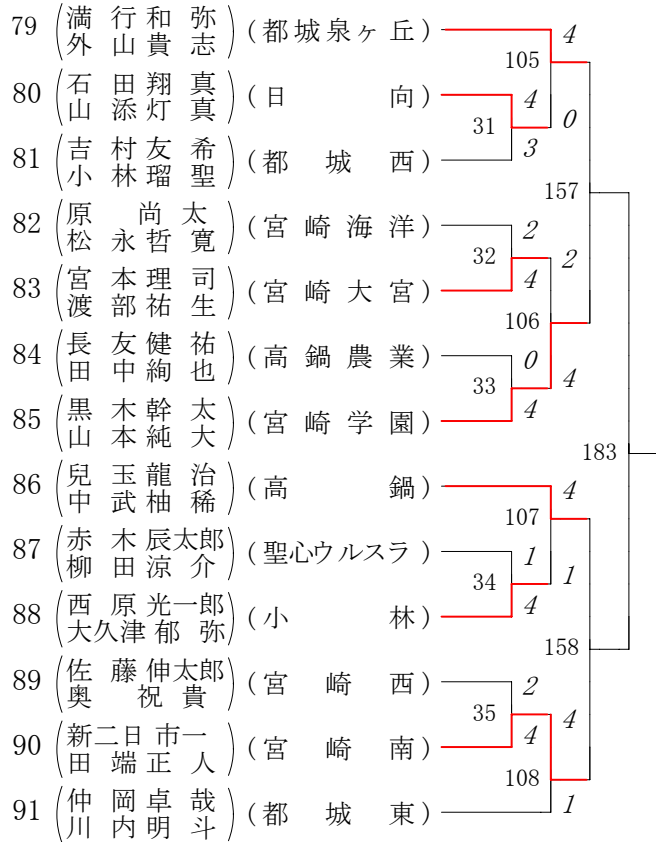 79 (満行和弥 外山貴志) (都城泉ヶ丘)
4
105
80 (石田翔真 山添灯真) (日向)
4
0
31
81 (吉村友希 小林瑠聖) (都城西)
3
157
82 (原尚太 松永哲寛) (宮崎海洋)
2
32
2
83 (宮本理司 渡部祐生) (宮崎大宮)
4
106
84 (長友健祐 田中絢也) (高鍋農業)
0
33
4
85 (黒木幹太 山本純大) (宮崎学園)
4
183
86 (兒玉龍治 中武柚稀) (高鍋)
4
107
87 (赤木辰太郎 柳田涼介) (聖心ウルスラ)
1
34
1
88 (西原光一郎 大久津郁弥) (小林)
4
158
89 (佐藤伸太郎 奥祝貴) (宮崎西)
2
35
4
90 (新二日市一 田端正人) (宮崎南)
4
108
91 (仲岡卓哉 川内明斗) (都城東)
1